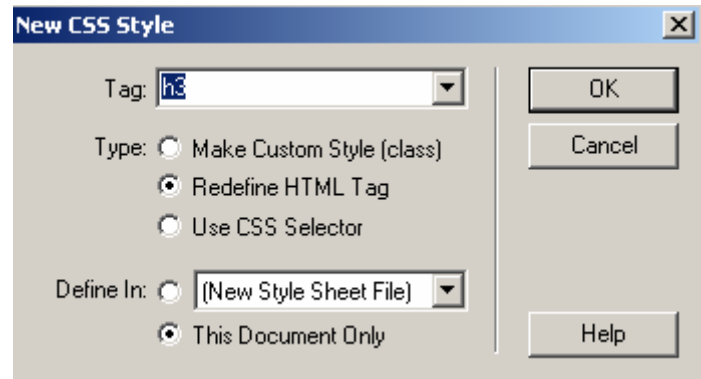 New CSS Style
Tag: h3
OK
Type: Make Custom Style (class)
Cancel
Redefine HTML Tag
Use CSS Selector
Define In: (New Style Sheet File)
This Document Only
Help